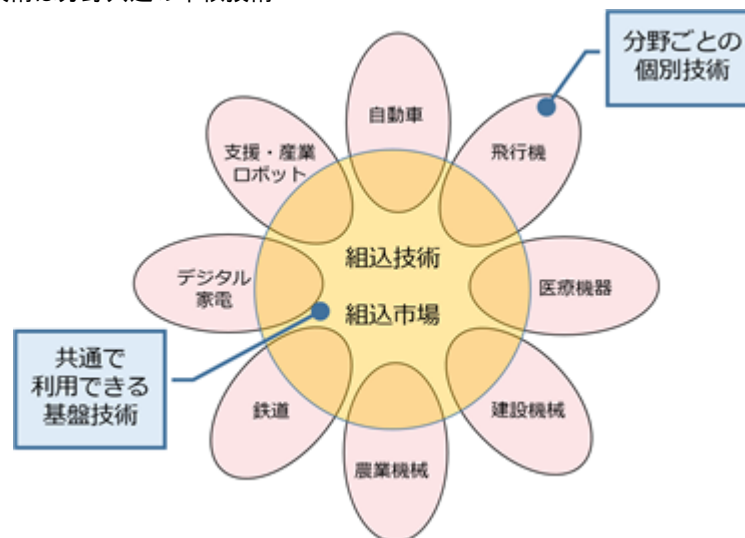 分野ごとの
個別技術
自動車
飛行機
支援・産業
ロボット
組込技術
組込市場
デジタル
家電
医療機器
共通で
利用できる
基盤技術
鉄道
建設機械
農業機械